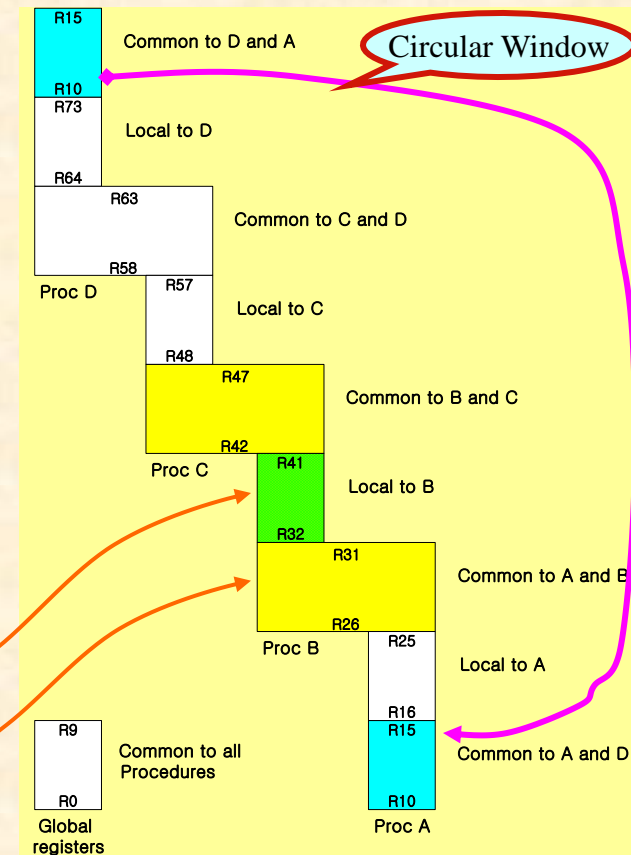 R15
Common to D and A
Circular Window
R10
R73
Local to D
R64
R63
Common to C and D
R58
Proc D
R57
Local to C
R48
R47
Common to B and C
R42
Proc C
R41
Local to B
R32
R31
Common to A and B
R26
Proc B
R25
Local to A
R16
R15
Common to A and D
R10
Proc A
R9
Common to all
Procedures
R0
Global
registers